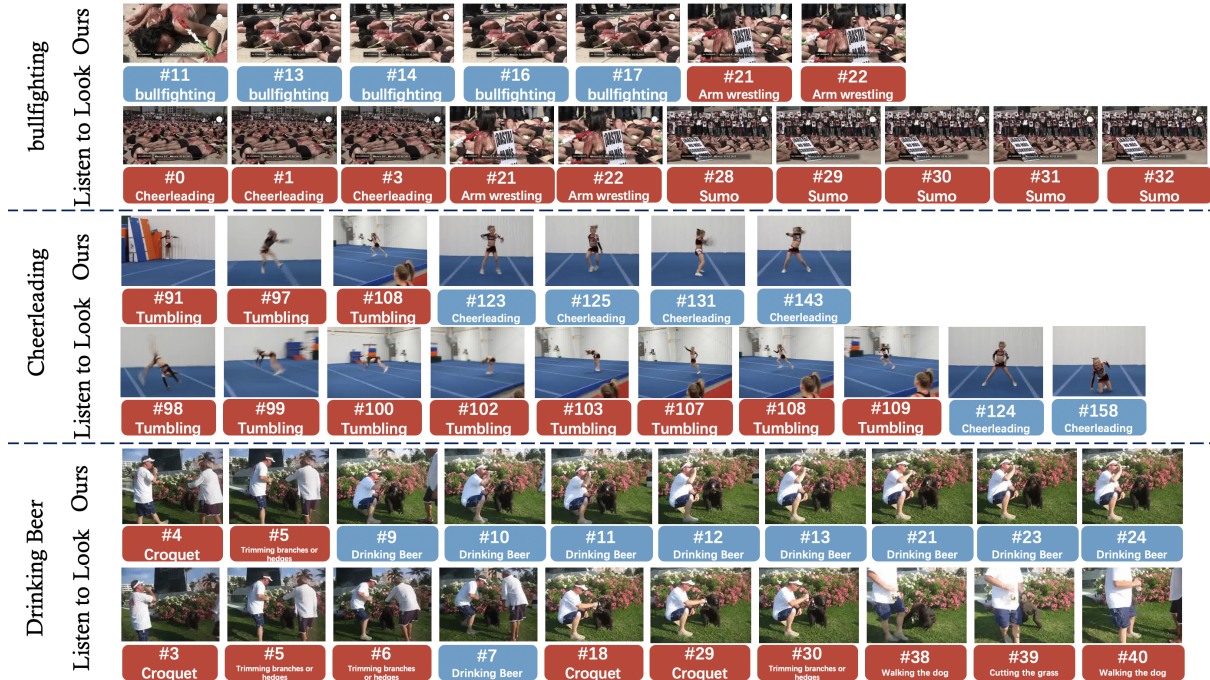 bullfighting
Ours
#11 #13 #14 #16 #17 #21 #22
bullfighting bullfighting bullfighting bullfighting bullfighting Arm wrestling Arm wrestling
Listen to Look
#0 #1 #3 #21 #22 #28 #29 #30 #31 #32
Cheerleading Cheerleading Cheerleading Arm wrestling Arm wrestling Sumo Sumo Sumo Sumo Sumo
Cheerleading
Ours
#91 #97 #108 #123 #125 #131 #143
Tumbling Tumbling Tumbling Cheerleading Cheerleading Cheerleading Cheerleading
Listen to Look
#98 #99 #100 #102 #103 #107 #108 #109 #124 #158
Tumbling Tumbling Tumbling Tumbling Tumbling Tumbling Tumbling Tumbling Cheerleading Cheerleading
Drinking Beer
Ours
#4 #5 #9 #10 #11 #12 #13 #21 #23 #24
Croquet Trimming branches or hedges Drinking Beer Drinking Beer Drinking Beer Drinking Beer Drinking Beer Drinking Beer Drinking Beer Drinking Beer
Listen to Look
#3 #5 #6 #7 #18 #29 #30 #38 #39 #40
Croquet Trimming branches or hedges Trimming branches or hedges Drinking Beer Croquet Croquet Trimming branches or hedges Walking the dog Cutting the grass Walking the dog